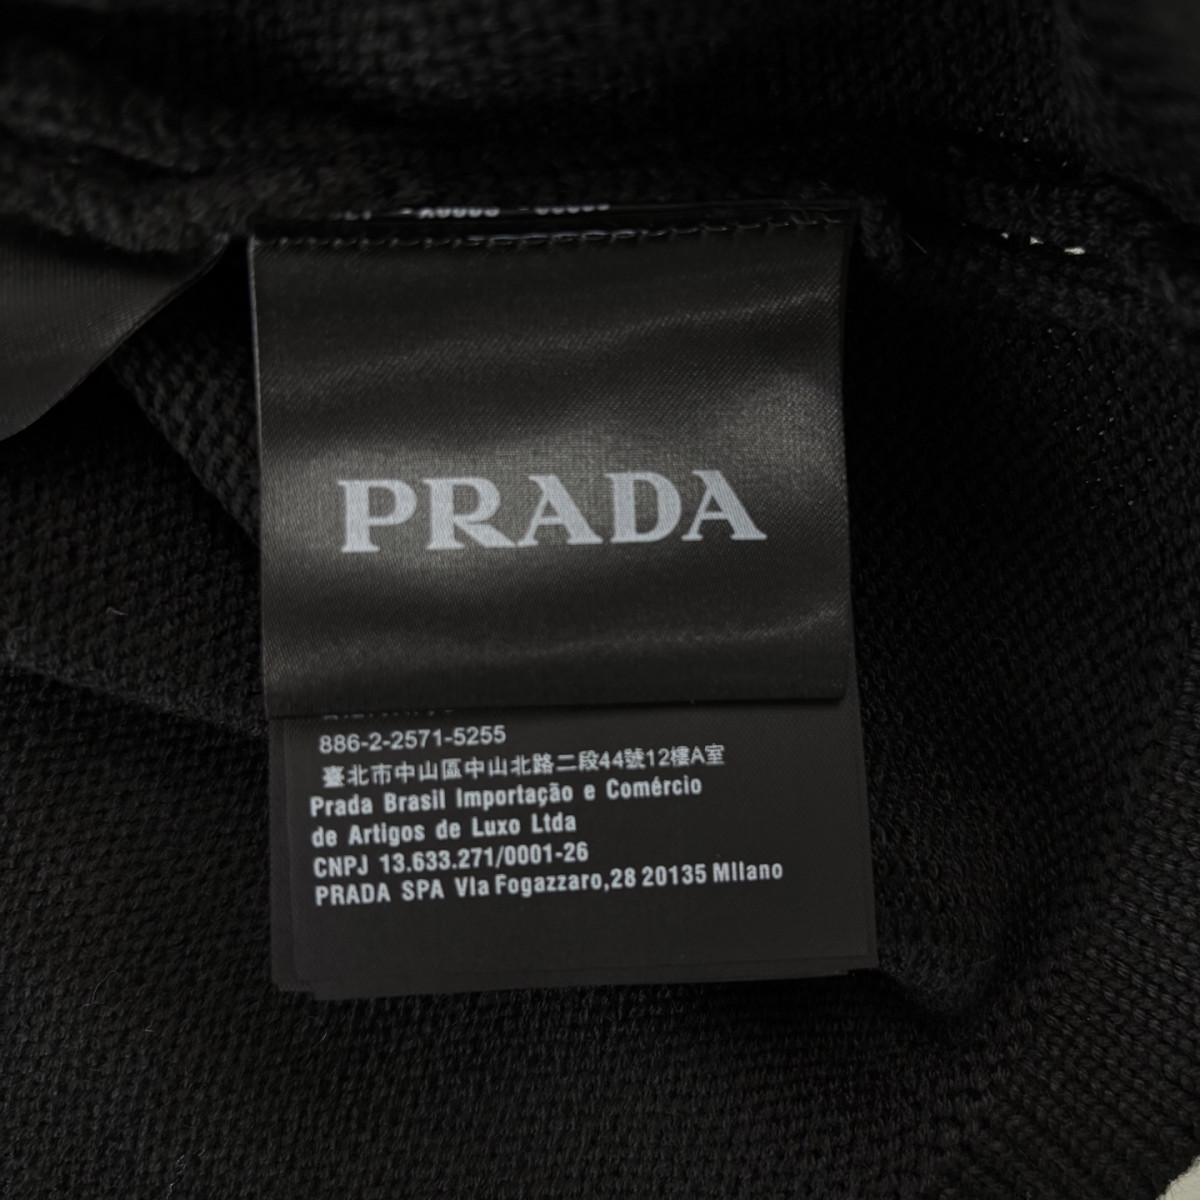 PRADA
886-2-2571-5255
臺北市中山區中山北路二段44號12樓A室
Prada Brasil Importação e Comércio
de Artigos de Luxo Ltda
CNPJ 13.633.271/0001-26
PRADA SPA Via Fogazzaro,28 20135 Milano